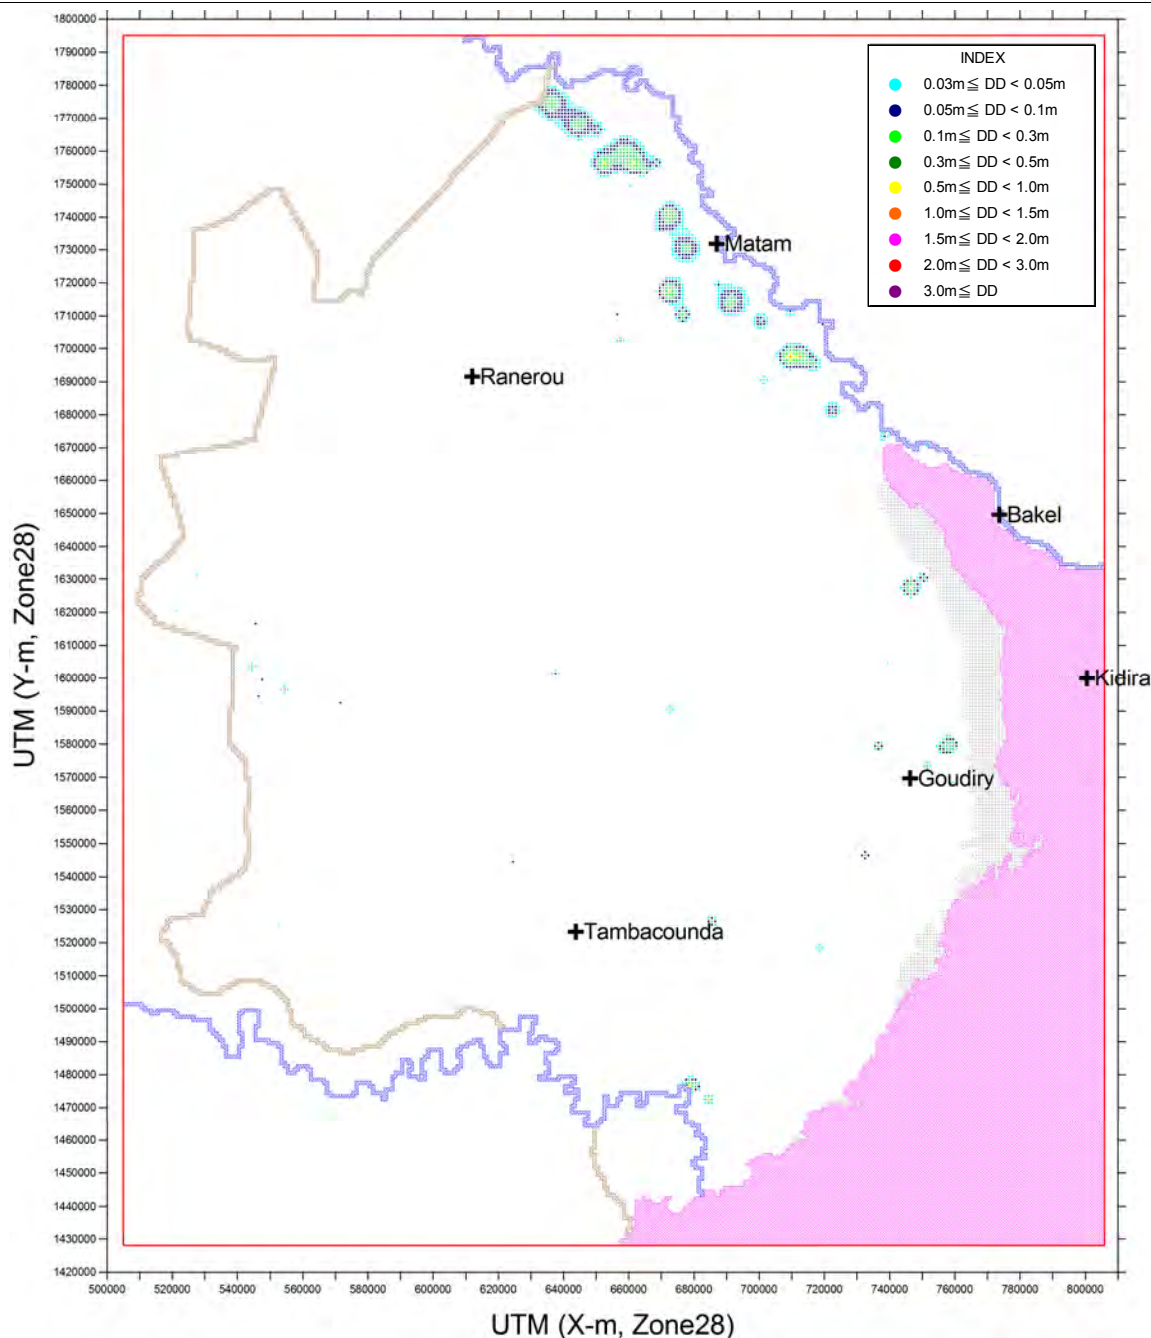 INDEX
0.03m≦ DD < 0.05m
0.05m≦ DD < 0.1m
0.1m≦ DD < 0.3m
0.3m≦ DD < 0.5m
0.5m≦ DD < 1.0m
1.0m≦ DD < 1.5m
1.5m≦ DD < 2.0m
2.0m≦ DD < 3.0m
3.0m≦ DD
1800000
1790000
1780000
1770000
1760000
1750000
1740000
1730000
1720000
1710000
1700000
1690000
1680000
1670000
1660000
1650000
1640000
1630000
1620000
1610000
1600000
1590000
1580000
1570000
1560000
1550000
1540000
1530000
1520000
1510000
1500000
1490000
1480000
1470000
1460000
1450000
1440000
1430000
1420000
UTM (Y-m, Zone28)
Matam
Ranerou
Bakel
Kidira
Goudiry
Tambacounda
500000 520000 540000 560000 580000 600000 620000 640000 660000 680000 700000 720000 740000 760000 780000 800000
UTM (X-m, Zone28)